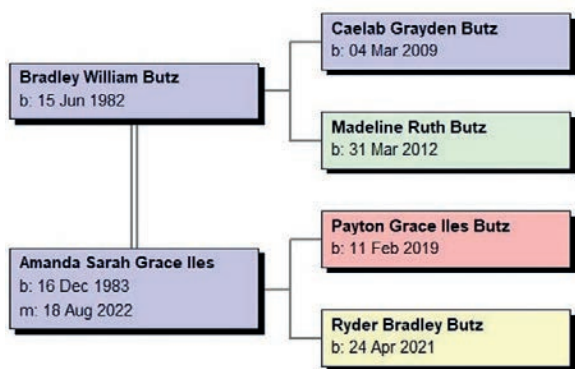 Caelab Grayden Butz
b: 04 Mar 2009
Bradley William Butz
b: 15 Jun 1982
Madeline Ruth Butz
b: 31 Mar 2012
Payton Grace Iles Butz
b: 11 Feb 2019
Amanda Sarah Grace Iles
b: 16 Dec 1983
m: 18 Aug 2022
Ryder Bradley Butz
b: 24 Apr 2021